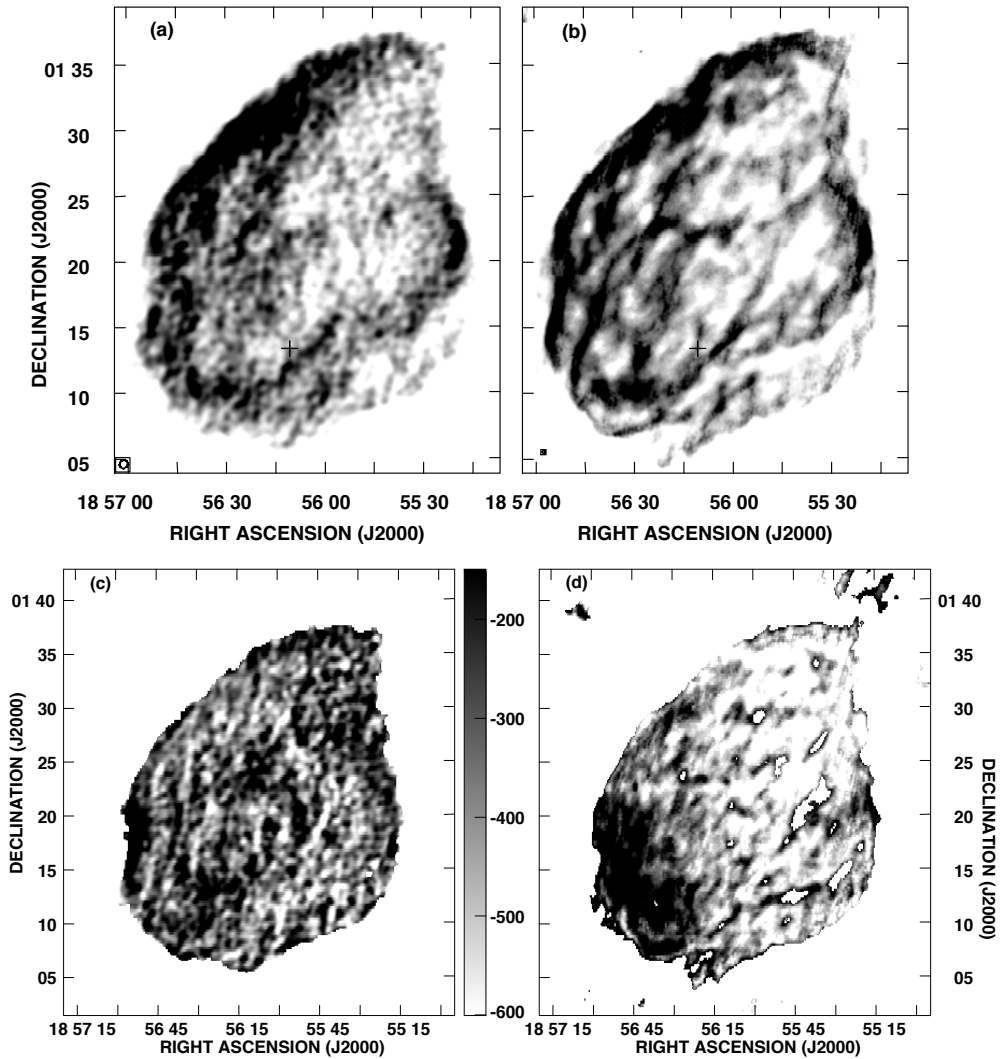 (a)
(b)
01 35
30
25
20
15
10
05
DECLINATION (J2000)
18 57 00
56 30
56 00
55 30
RIGHT ASCENSION (J2000)
18 57 00
56 30
56 00
55 30
RIGHT ASCENSION (J2000)
(c)
01 40
35
30
25
20
15
10
05
DECLINATION (J2000)
18 57 15
56 45
56 15
55 45
55 15
RIGHT ASCENSION (J2000)
-200
-300
-400
-500
-600
(d)
01 40
35
30
25
20
15
10
05
DECLINATION (J2000)
18 57 15
56 45
56 15
55 45
55 15
RIGHT ASCENSION (J2000)